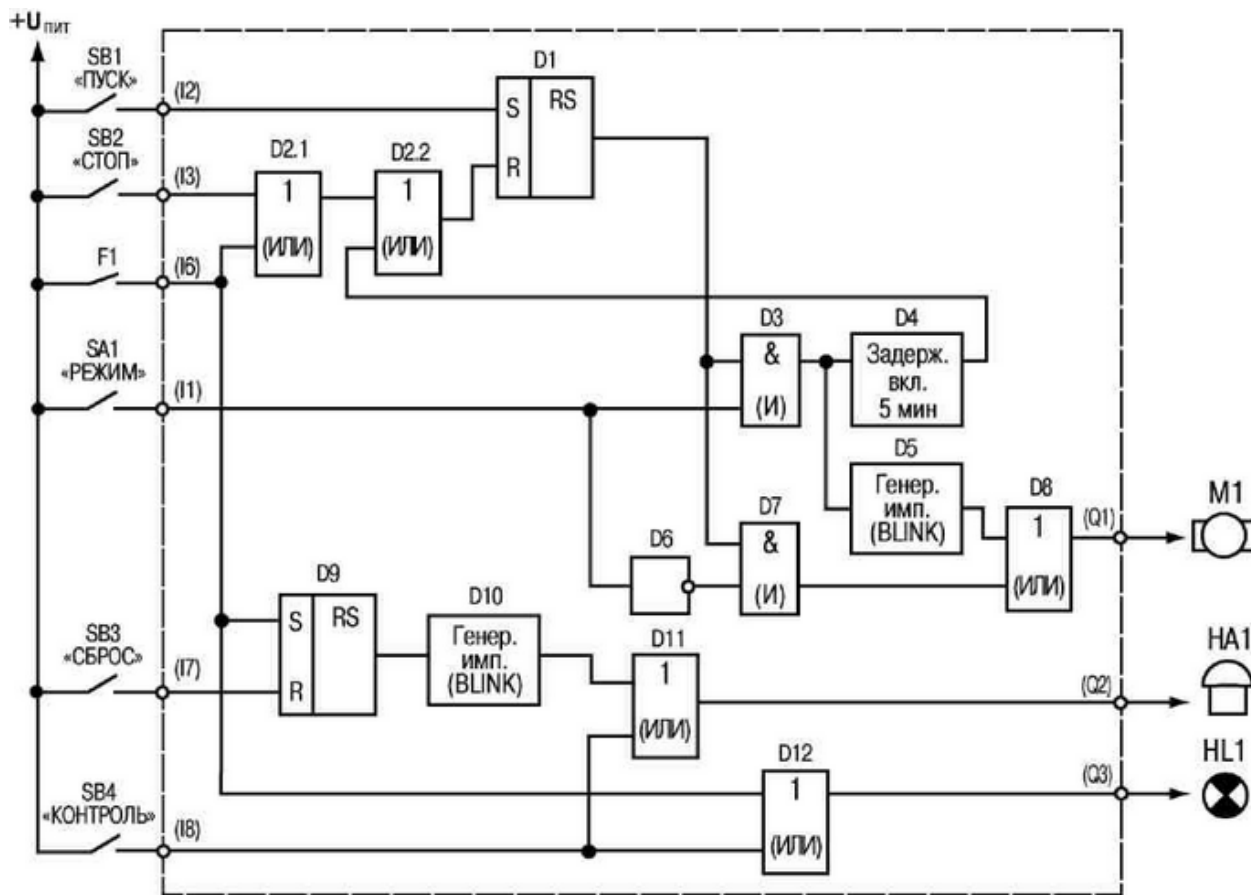 +Uпит
SB1
«ПУСК»
(I2)
D1
S
RS
R
SB2
«СТОП»
(I3)
D2.1
1
(ИЛИ)
D2.2
1
(ИЛИ)
F1
(I6)
SA1
«РЕЖИМ»
(I1)
D3
&
(И)
D4
Задерж.
вкл.
5 мин
D5
Генер.
имп.
(BLINK)
D6
D7
&
(И)
D8
1
(ИЛИ)
(Q1)
M1
D9
S
RS
R
SB3
«СБРОС»
(I7)
D10
Генер.
имп.
(BLINK)
D11
1
(ИЛИ)
(Q2)
HA1
SB4
«КОНТРОЛЬ»
(I8)
D12
1
(ИЛИ)
(Q3)
HL1